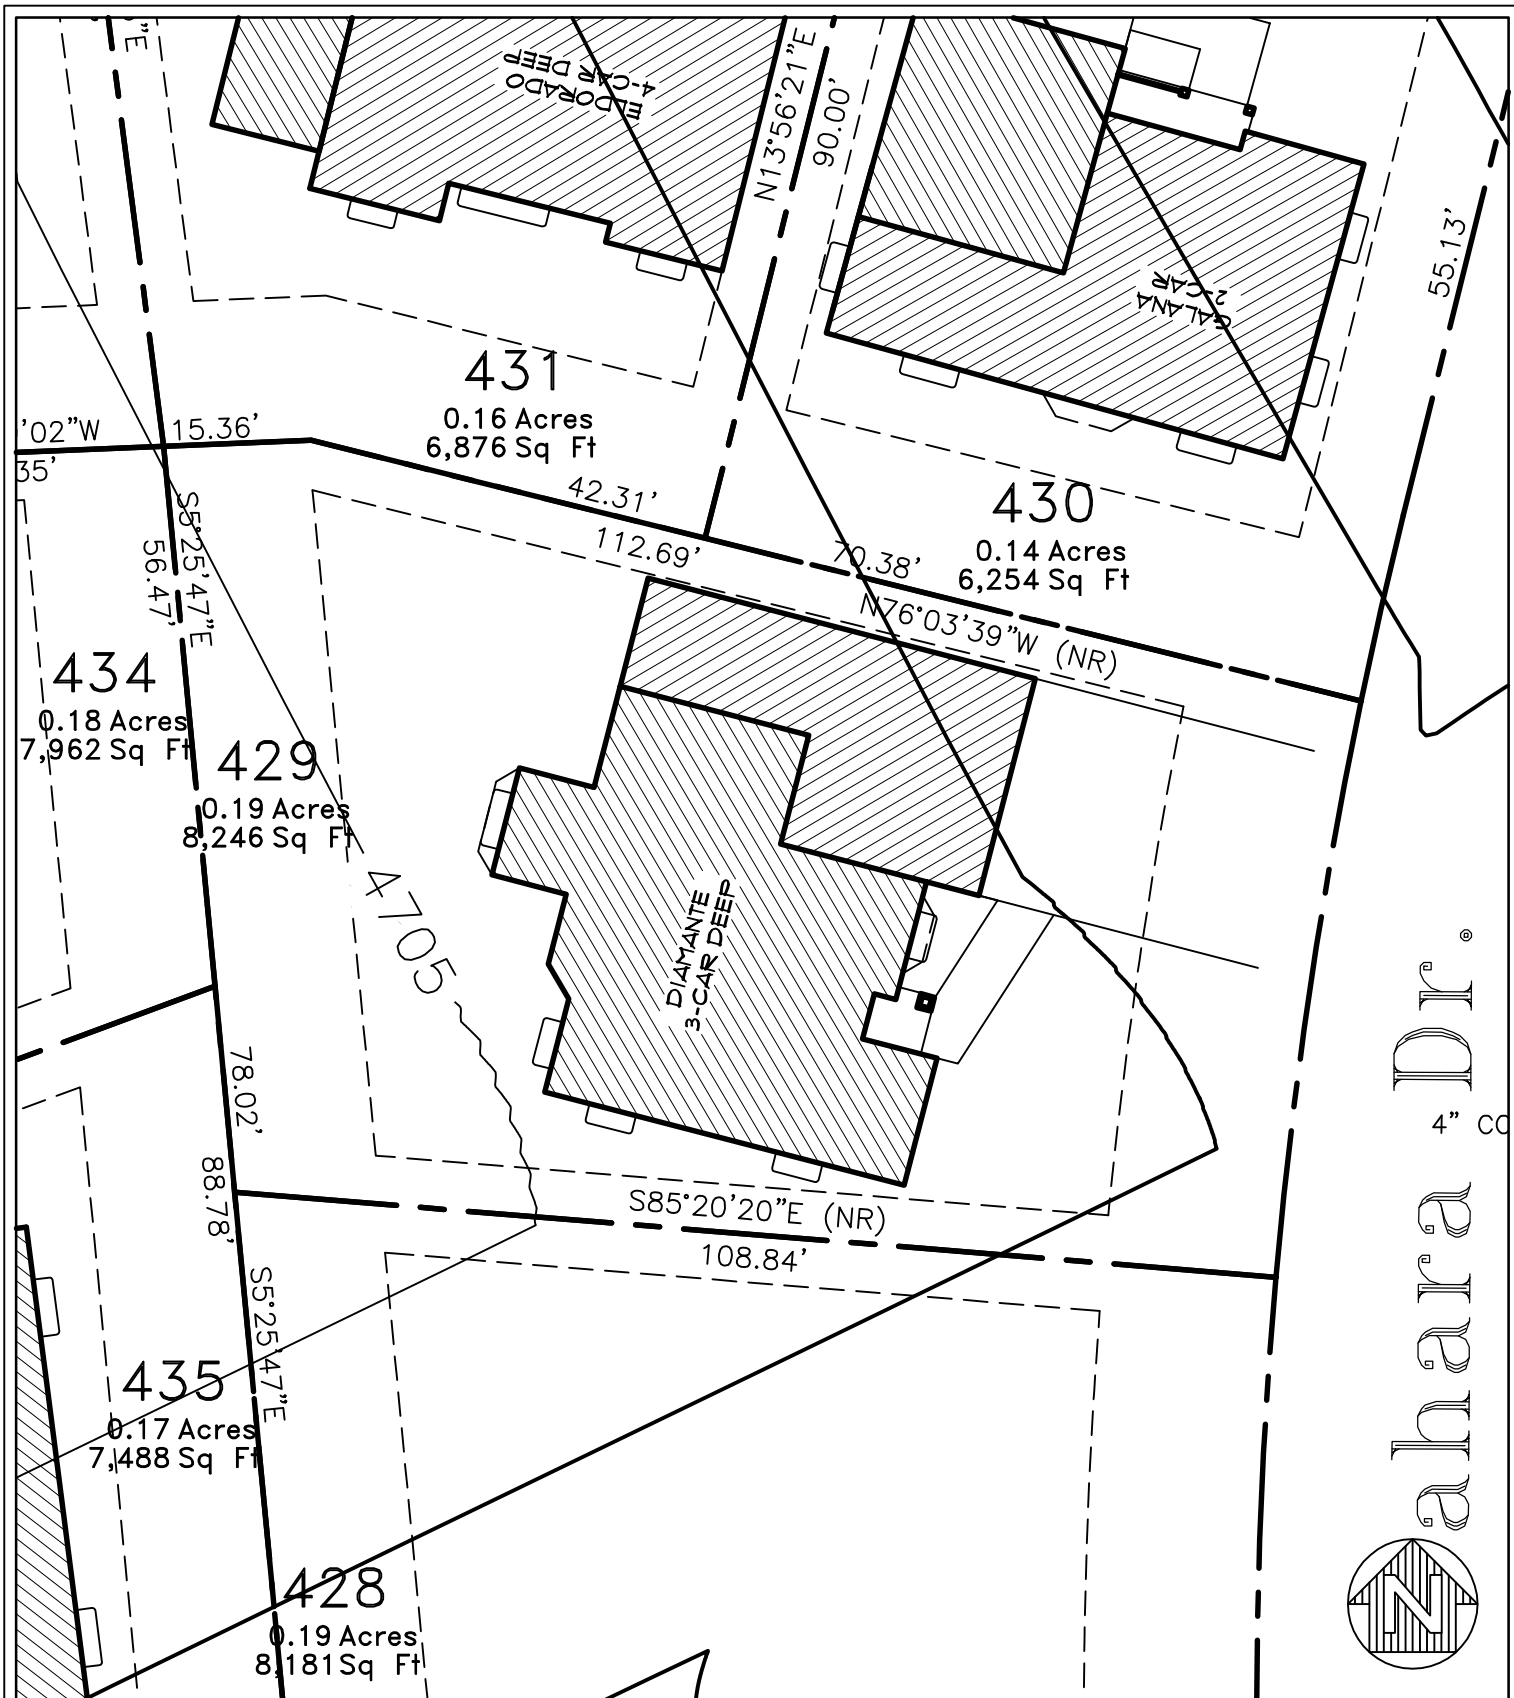 ELDORADO
4-CAR DEEP
N13°56'21"E
90.00'
GALANA
2-CAR
55.13'
431
0.16 Acres
6,876 Sq Ft
'02"W
15.36'
35'
42.31'
112.69'
430
0.14 Acres
6,254 Sq Ft
70.38'
N76°03'39"W (NR)
S5°25'47"E
56.47'
434
0.18 Acres
7,962 Sq Ft
429
0.19 Acres
8,246 Sq Ft
4705
DIAMANTE
3-CAR DEEP
78.02'
88.78'
S5°25'47"E
S85°20'20"E (NR)
108.84'
435
0.17 Acres
7,488 Sq Ft
428
0.19 Acres
8,181 Sq Ft
ahara Dr.
4" CO
N